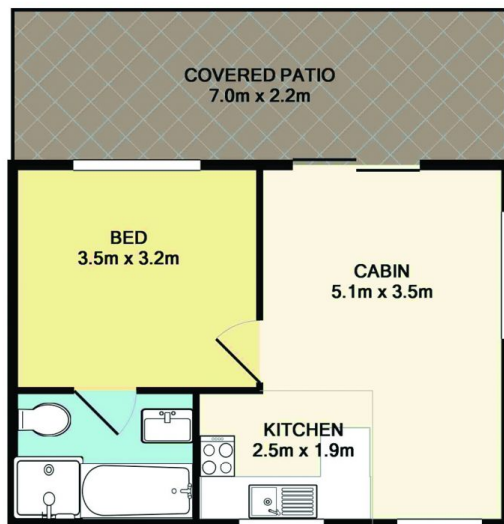 COVERED PATIO
7.0m x 2.2m
BED
3.5m x 3.2m
CABIN
5.1m x 3.5m
KITCHEN
2.5m x 1.9m